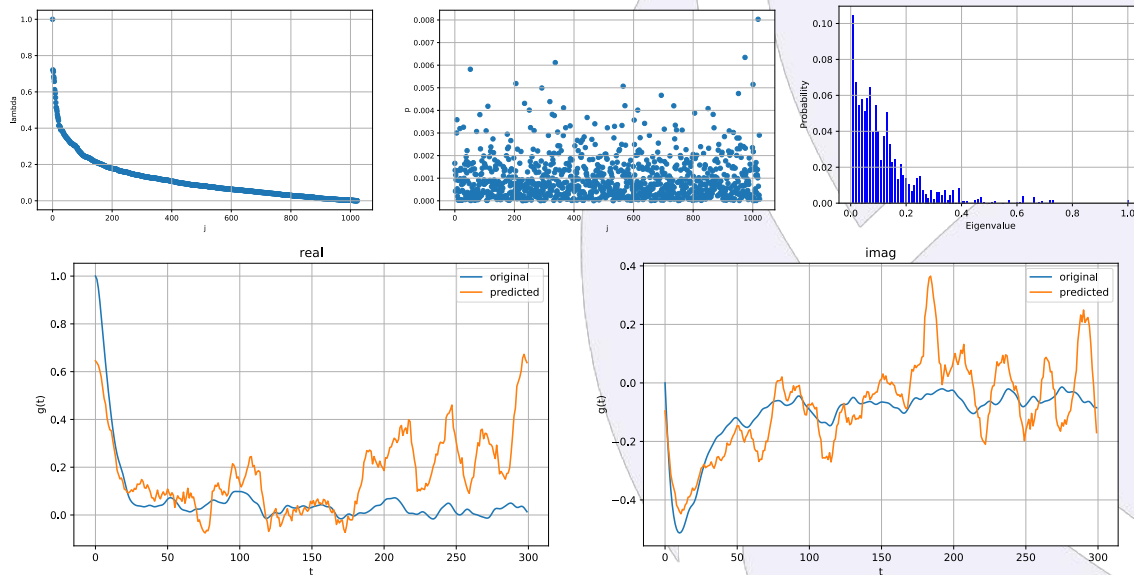 1.0
0.8
0.6
0.4
0.2
0.0
lambda
0 200 400 600 800 1000
j
0.008
0.007
0.006
0.005
0.004
0.003
0.002
0.001
0.000
P
0 200 400 600 800 1000
j
0.10
0.08
0.06
0.04
0.02
0.00
Probability
0.0 0.2 0.4 0.6 0.8 1.0
Eigenvalue
real
original
predicted
1.0
0.8
0.6
0.4
0.2
0.0
g(t)
0 50 100 150 200 250 300
t
imag
original
predicted
0.4
0.2
0.0
−0.2
−0.4
g(t)
0 50 100 150 200 250 300
t